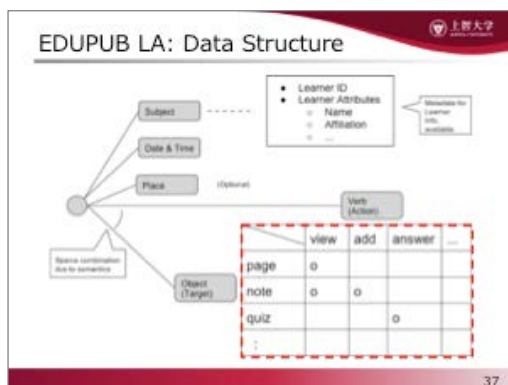 上智大学
EDUPUB LA: Data Structure
Subject
● Learner ID
● Learner Attributes
○ Name
○ Affiliation
○ ...
Metadata for
Learner
Info.
available
Date & Time
Place
(Optional)
Verb
(Action)
Sparse combination
due to semantics
Object
(Target)
view add answer ...
page o
note o o
quiz o
:
37